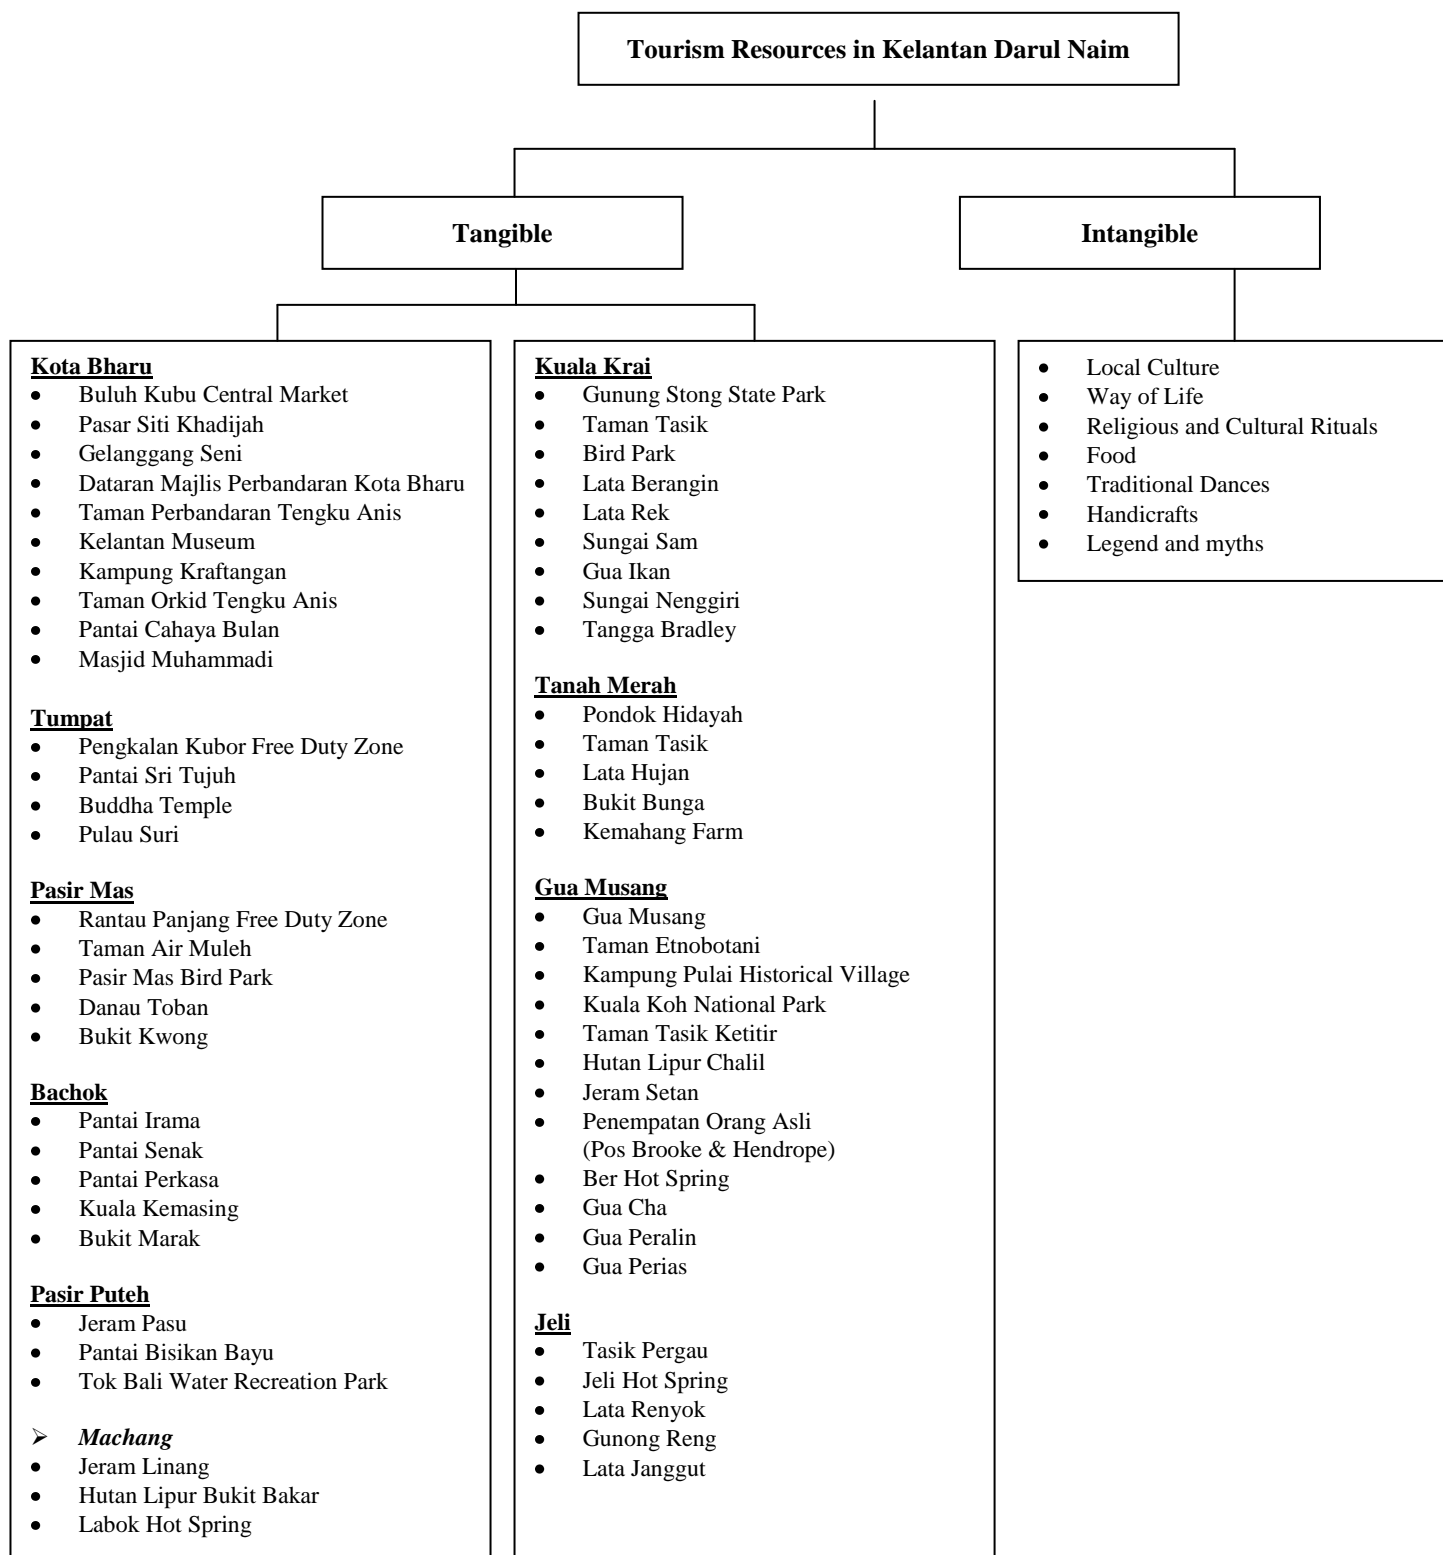 Tourism Resources in Kelantan Darul Naim
Tangible
Intangible
Kota Bharu
• Buluh Kubu Central Market
• Pasar Siti Khadijah
• Gelanggang Seni
• Dataran Majlis Perbandaran Kota Bharu
• Taman Perbandaran Tengku Anis
• Kelantan Museum
• Kampung Kraftangan
• Taman Orkid Tengku Anis
• Pantai Cahaya Bulan
• Masjid Muhammadi
Tumpat
• Pengkalan Kubor Free Duty Zone
• Pantai Sri Tujuh
• Buddha Temple
• Pulau Suri
Pasir Mas
• Rantau Panjang Free Duty Zone
• Taman Air Muleh
• Pasir Mas Bird Park
• Danau Toban
• Bukit Kwong
Bachok
• Pantai Irama
• Pantai Senak
• Pantai Perkasa
• Kuala Kemasing
• Bukit Marak
Pasir Puteh
• Jeram Pasu
• Pantai Bisikan Bayu
• Tok Bali Water Recreation Park
➢ Machang
• Jeram Linang
• Hutan Lipur Bukit Bakar
• Labok Hot Spring
Kuala Krai
• Gunung Stong State Park
• Taman Tasik
• Bird Park
• Lata Berangin
• Lata Rek
• Sungai Sam
• Gua Ikan
• Sungai Nenggiri
• Tangga Bradley
Tanah Merah
• Pondok Hidayah
• Taman Tasik
• Lata Hujan
• Bukit Bunga
• Kemahang Farm
Gua Musang
• Gua Musang
• Taman Etnobotani
• Kampung Pulai Historical Village
• Kuala Koh National Park
• Taman Tasik Ketitir
• Hutan Lipur Chalil
• Jeram Setan
• Penempatan Orang Asli
(Pos Brooke & Hendrope)
• Ber Hot Spring
• Gua Cha
• Gua Peralin
• Gua Perias
Jeli
• Tasik Pergau
• Jeli Hot Spring
• Lata Renyok
• Gunong Reng
• Lata Janggut
• Local Culture
• Way of Life
• Religious and Cultural Rituals
• Food
• Traditional Dances
• Handicrafts
• Legend and myths